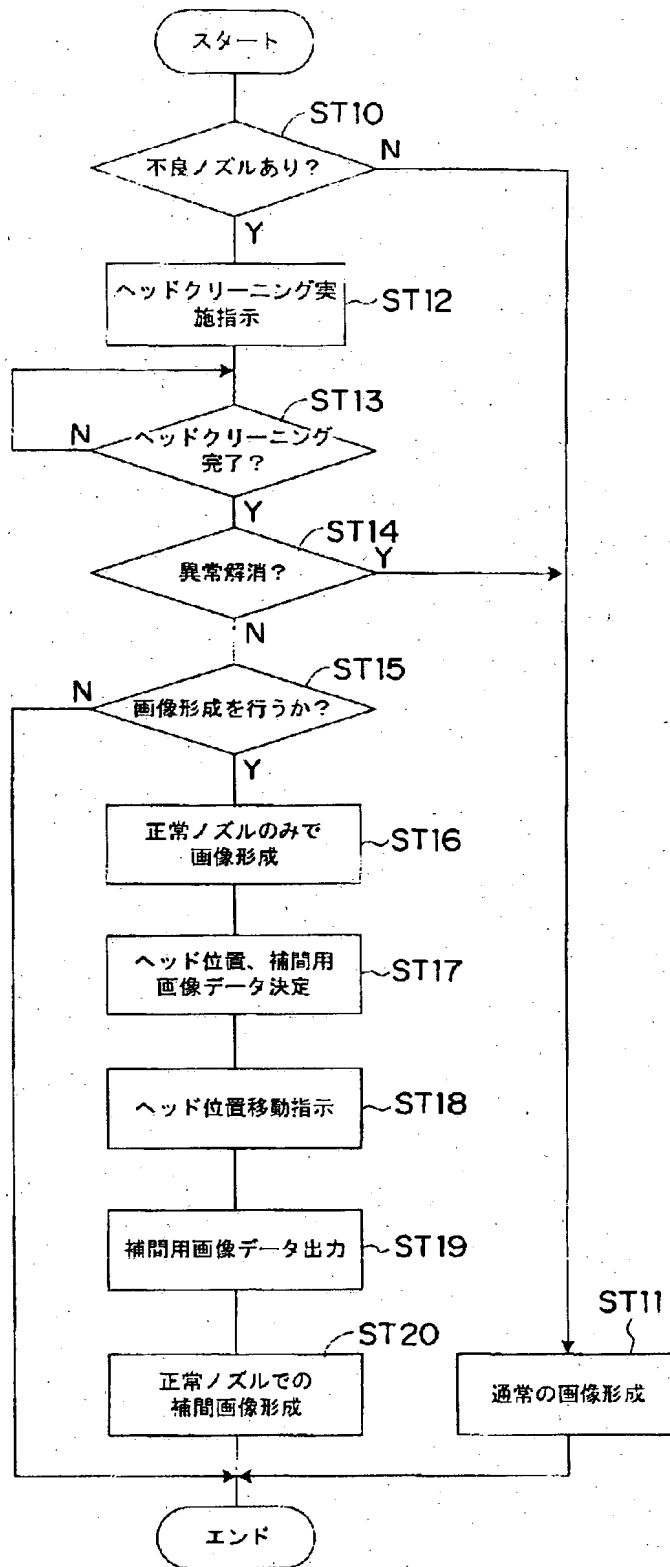 スタート
ST10
不良ノズルあり?
N
Y
ヘッドクリーニング実
施指示
ST12
ST13
N
ヘッドクリーニング
完了?
Y
ST14
異常解消?
Y
N
ST15
N
画像形成を行うか?
Y
正常ノズルのみで
画像形成
ST16
ヘッド位置、補間用
画像データ決定
ST17
ヘッド位置移動指示
ST18
補間用画像データ出力
ST19
ST20
正常ノズルでの
補間画像形成
ST11
通常の画像形成
エンド